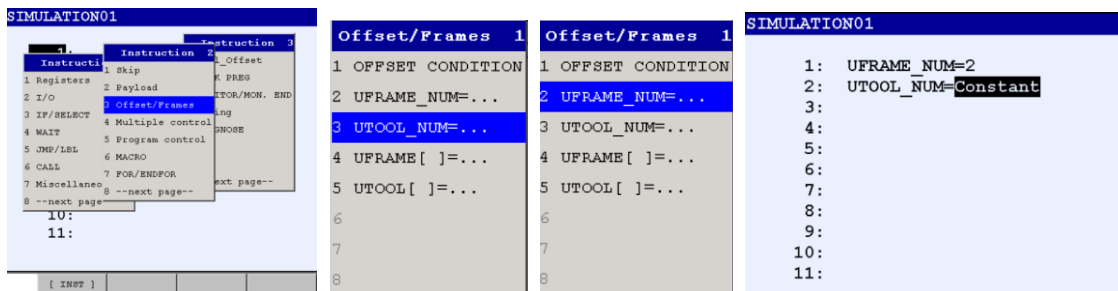 SIMULATION01
1:
Instructi
1 Registers
2 I/O
3 IF/SELECT
4 WAIT
5 JMP/LBL
6 CALL
7 Miscellaneo
8 --next page
Instruction 2
1 Skip
2 Payload
3 Offset/Frames
4 Multiple control
5 Program control
6 MACRO
7 FOR/ENDFOR
8 --next page--
Instruction 3
l_Offset
K PREG
ITOR/MON. END
ing
GNOSE
ext page--
10:
11:
[ INST ]
Offset/Frames 1
1 OFFSET CONDITION
2 UFRAME_NUM=...
3 UTOOL_NUM=...
4 UFRAME[ ]=...
5 UTOOL[ ]=...
6
7
8
Offset/Frames 1
1 OFFSET CONDITION
2 UFRAME_NUM=...
3 UTOOL_NUM=...
4 UFRAME[ ]=...
5 UTOOL[ ]=...
6
7
8
SIMULATION01
1: UFRAME_NUM=2
2: UTOOL_NUM=Constant
3:
4:
5:
6:
7:
8:
9:
10:
11: